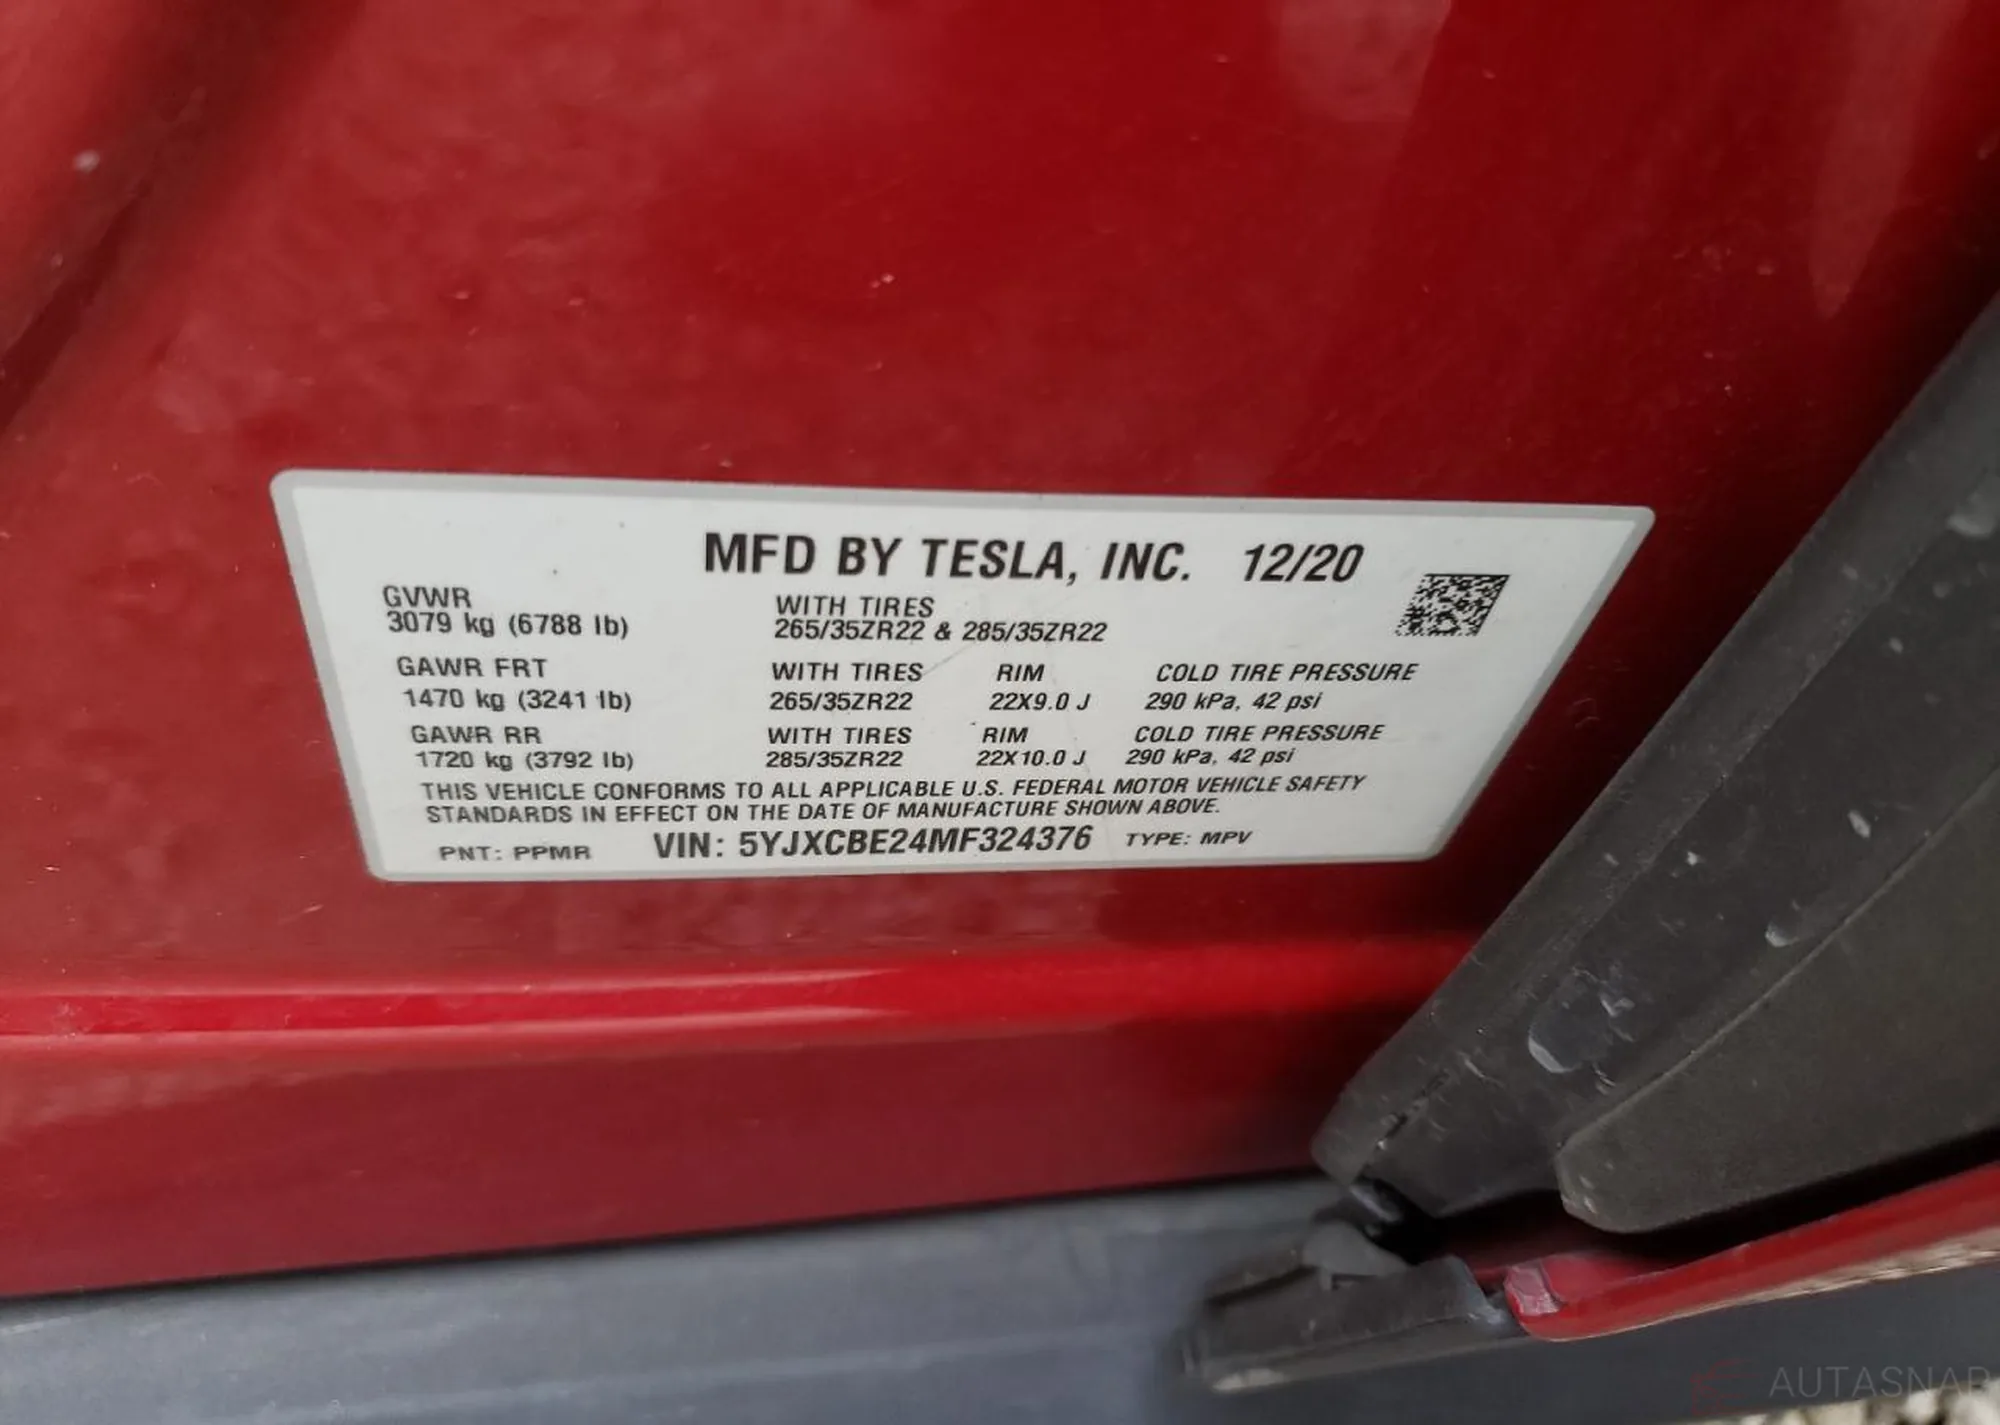 MFD BY TESLA, INC. 12/20
GVWR WITH TIRES
3079 kg (6788 lb) 265/35ZR22 & 285/35ZR22
GAWR FRT WITH TIRES RIM COLD TIRE PRESSURE
1470 kg (3241 lb) 265/35ZR22 22X9.0 J 290 kPa, 42 psi
GAWR RR WITH TIRES RIM COLD TIRE PRESSURE
1720 kg (3792 lb) 285/35ZR22 22X10.0 J 290 kPa, 42 psi
THIS VEHICLE CONFORMS TO ALL APPLICABLE U.S. FEDERAL MOTOR VEHICLE SAFETY
STANDARDS IN EFFECT ON THE DATE OF MANUFACTURE SHOWN ABOVE.
PNT: PPMR VIN: 5YJXCBE24MF324376 TYPE: MPV
AUTASNAP